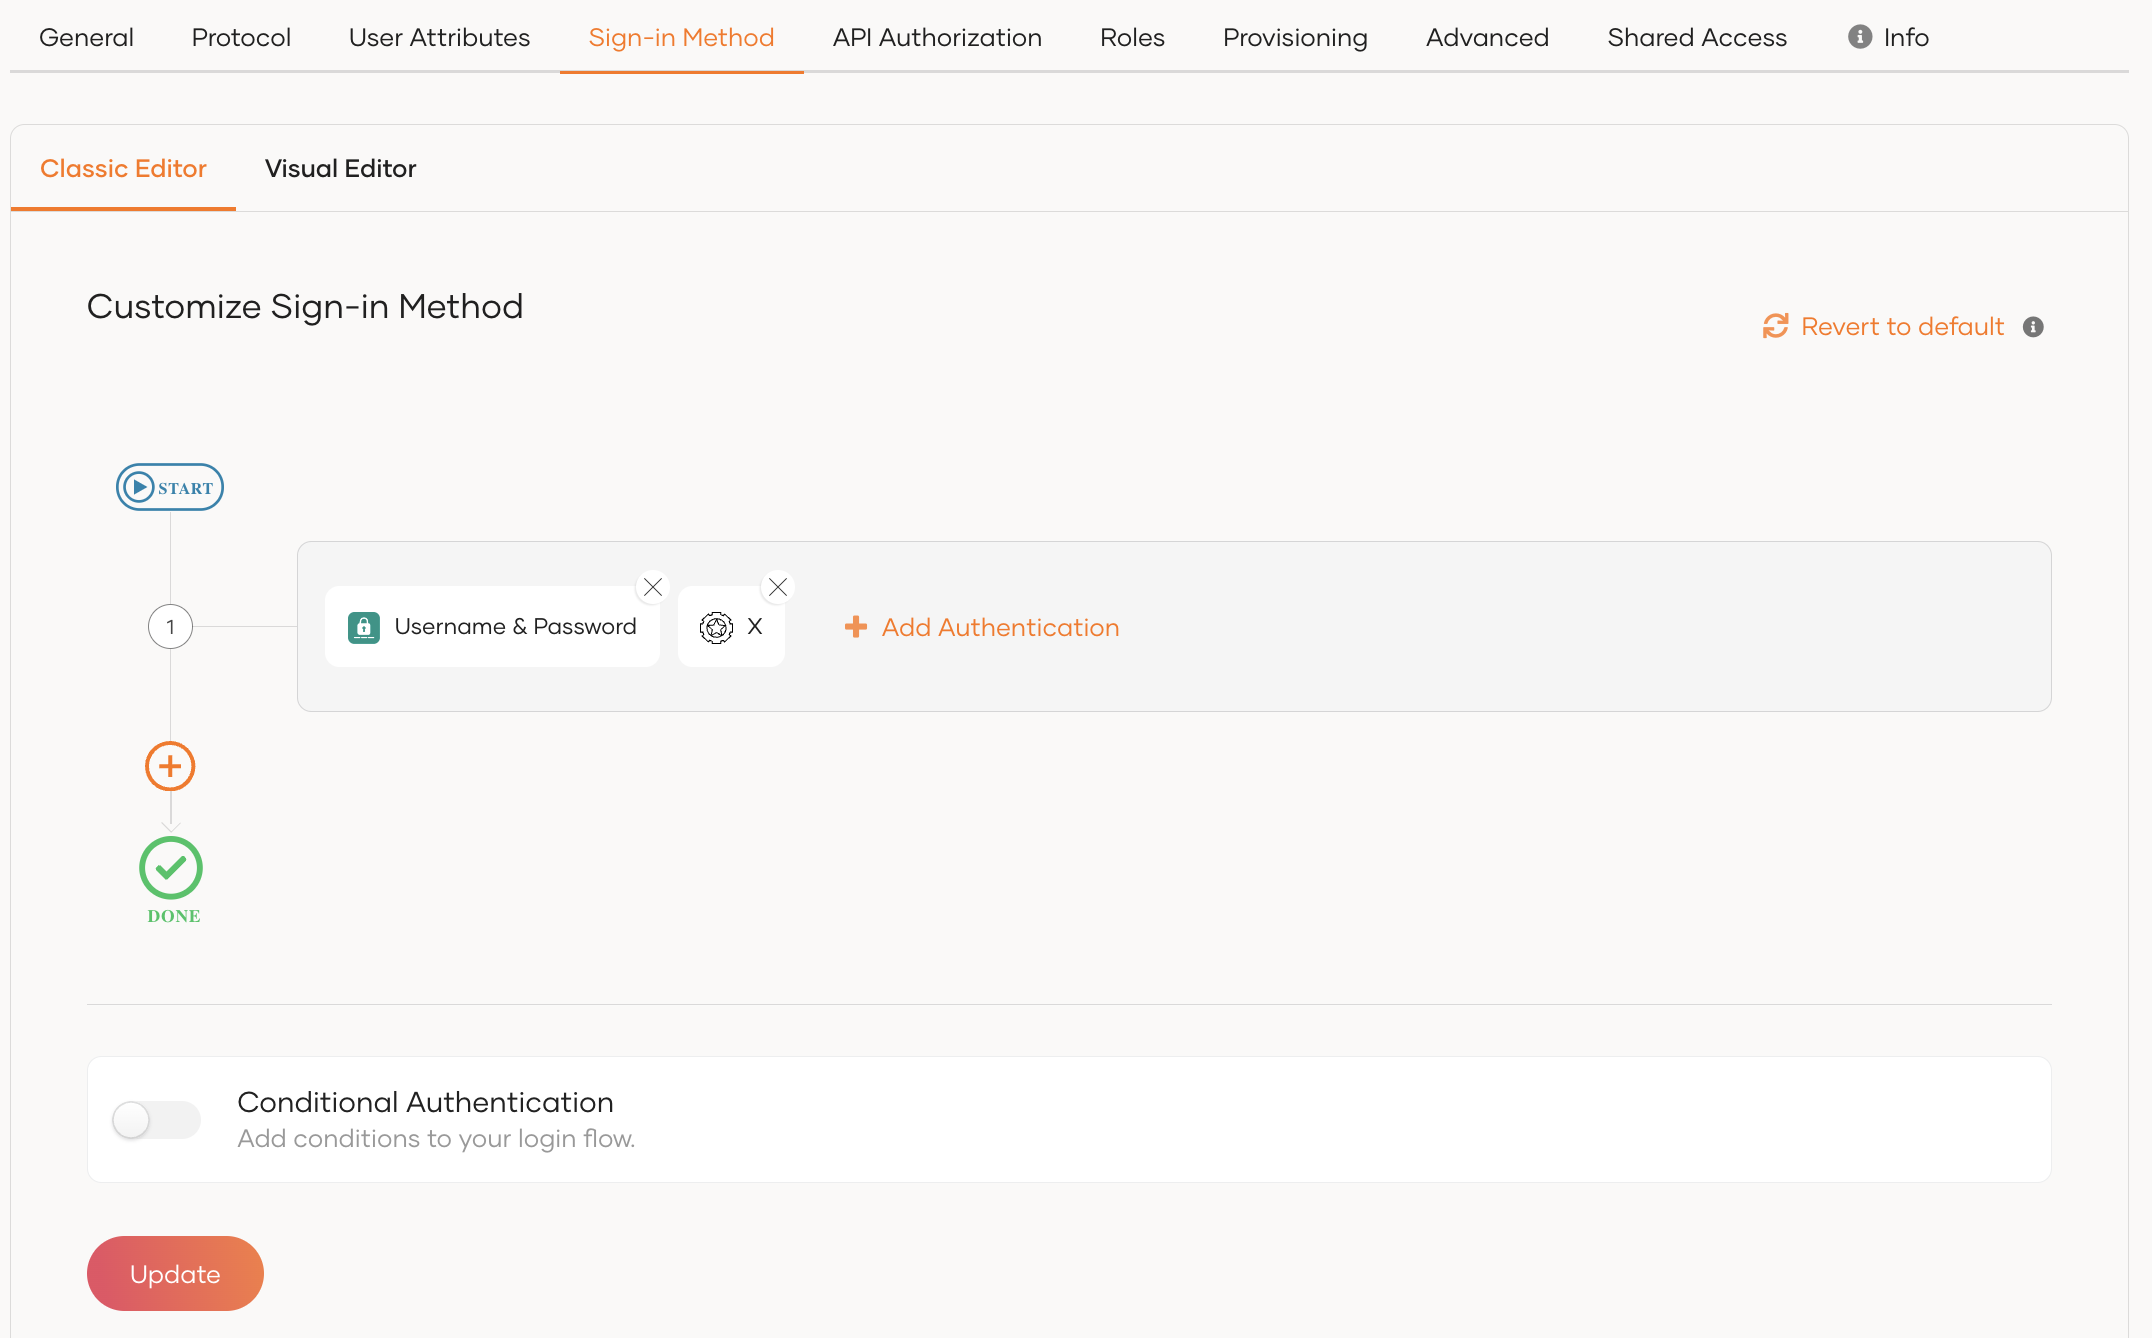 General Protocol User Attributes Sign-in Method API Authorization Roles Provisioning Advanced Shared Access Info
Classic Editor Visual Editor
Customize Sign-in Method
Revert to default
START
1 Username & Password X Add Authentication
DONE
Conditional Authentication
Add conditions to your login flow.
Update